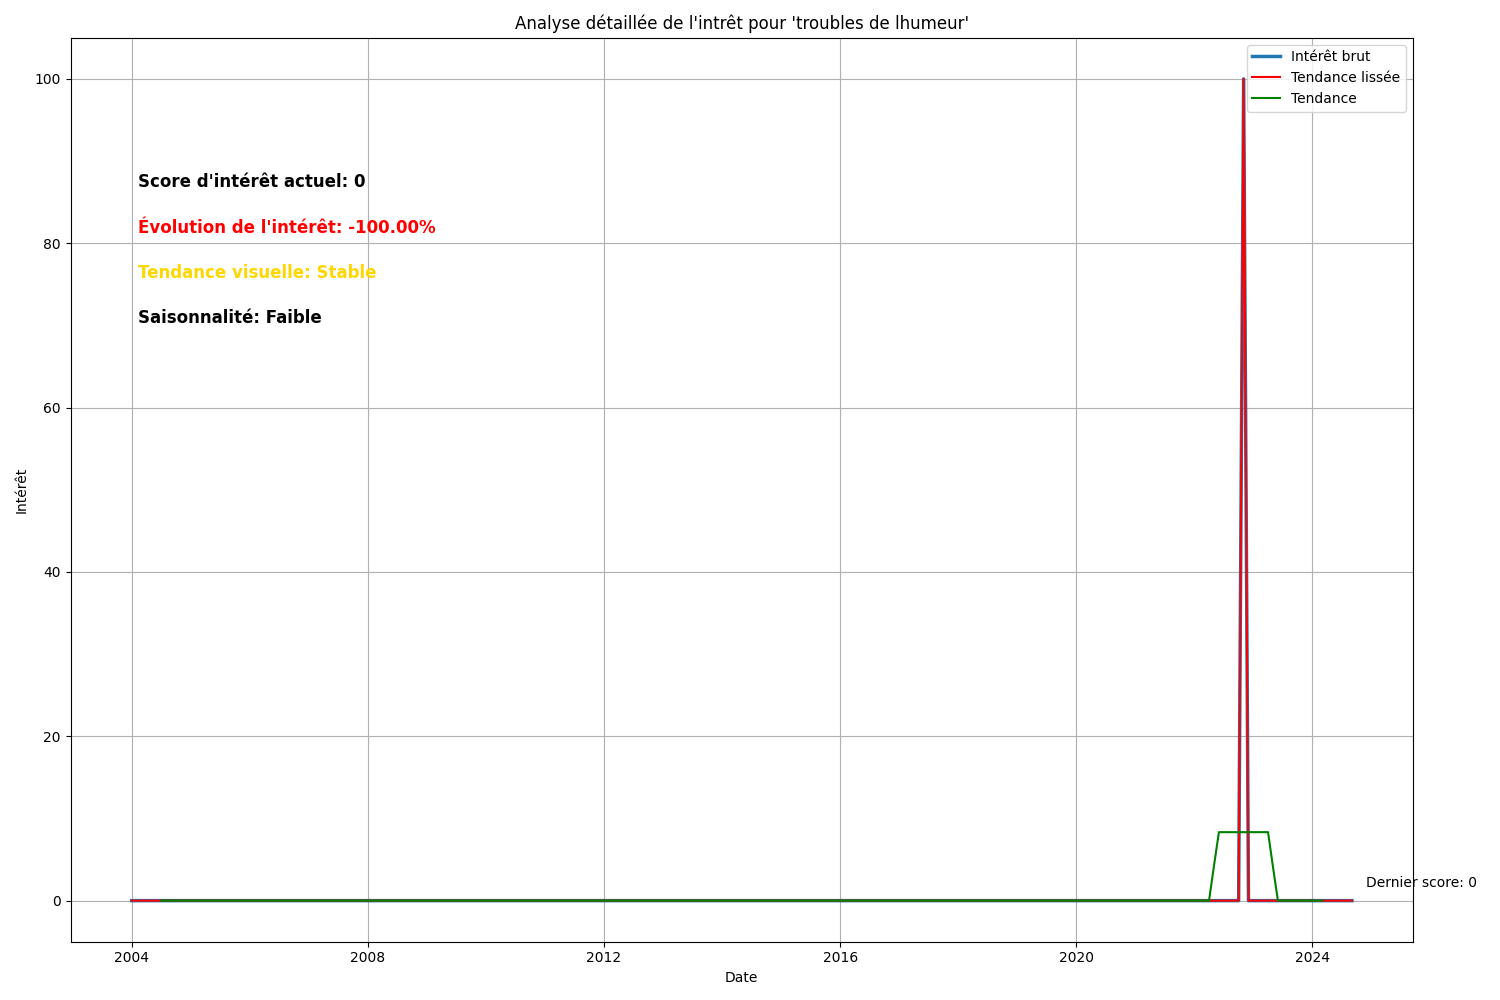 Analyse détaillée de l'intrêt pour 'troubles de lhumeur'
Intérêt brut
Tendance lissée
Tendance
100
80
60
40
20
0
Intérêt
Score d'intérêt actuel: 0
Évolution de l'intérêt: -100.00%
Tendance visuelle: Stable
Saisonnalité: Faible
Dernier score: 0
2004 2008 2012 2016 2020 2024
Date